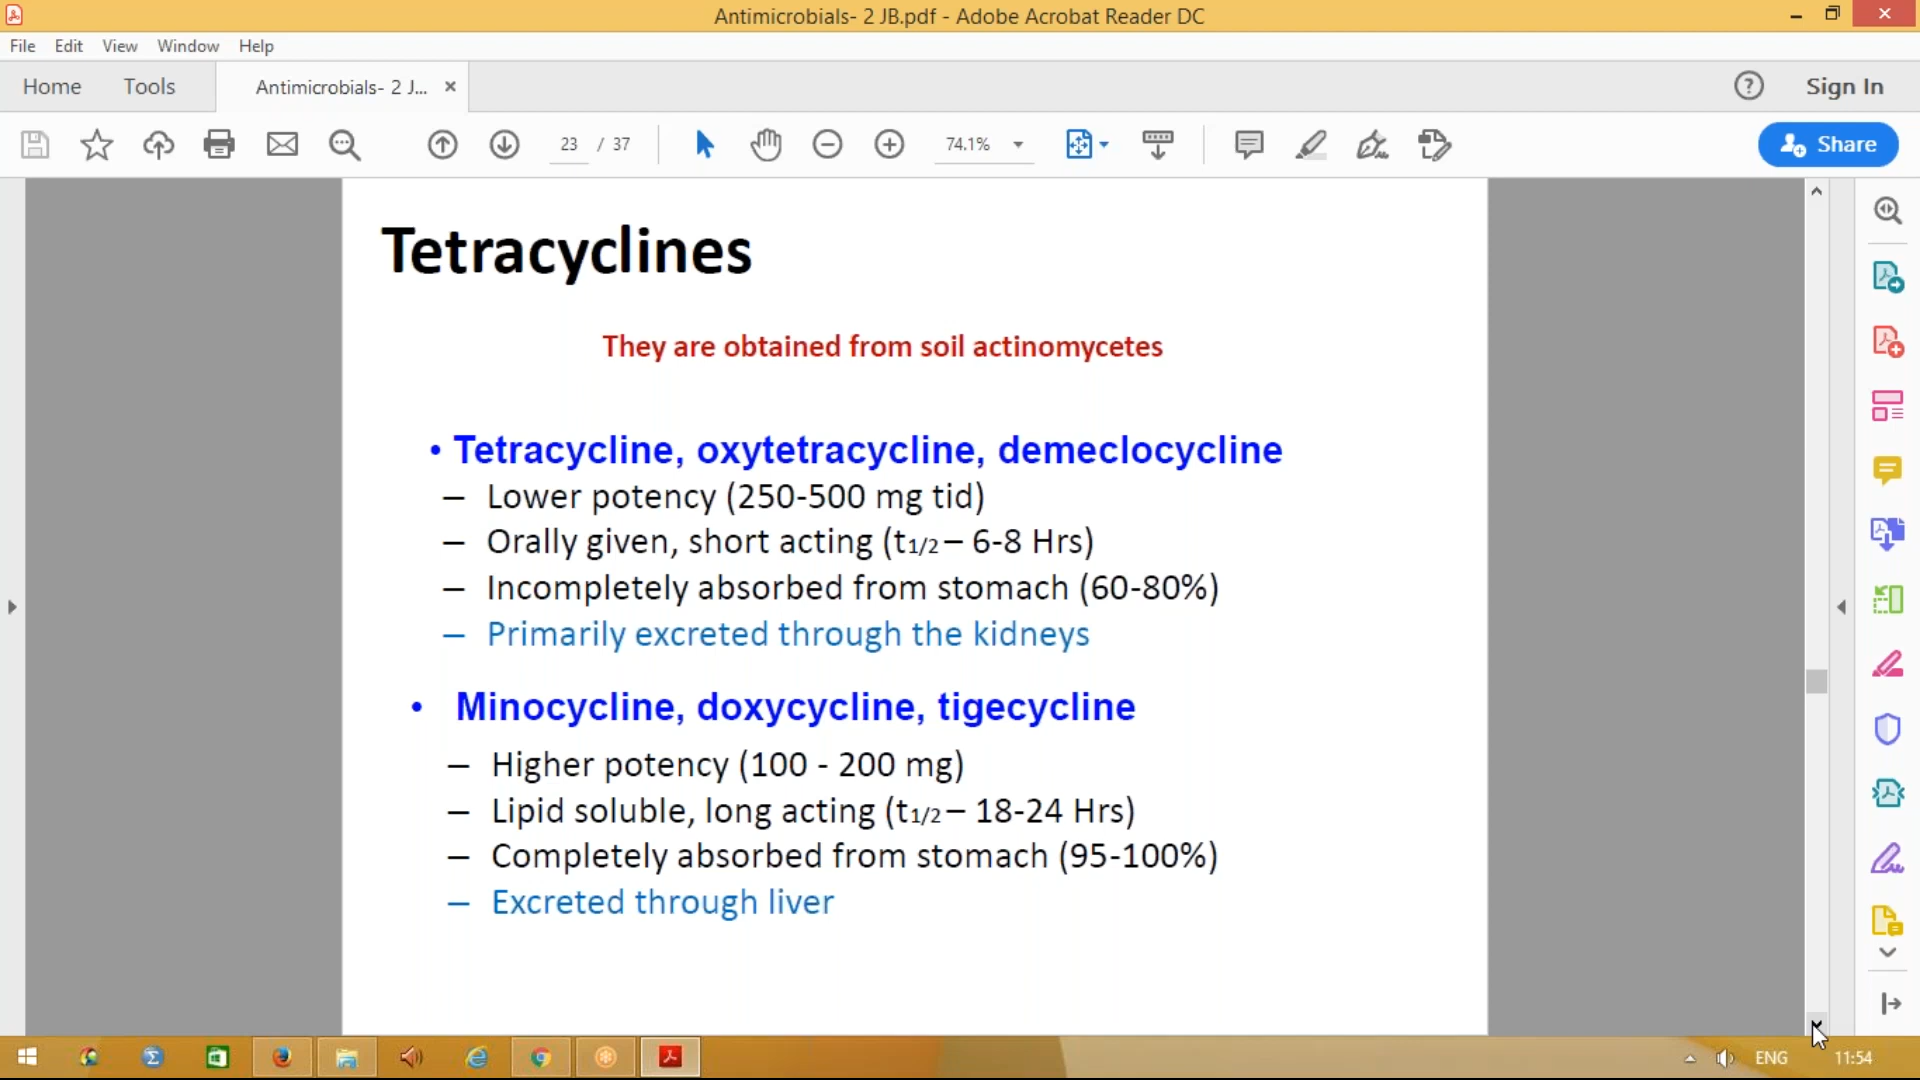 Antimicrobials- 2 JB.pdf - Adobe Acrobat Reader DC
File Edit View Window Help
Home Tools Antimicrobials- 2 J... × Sign In
23 / 37 74.1% Share
Tetracyclines
They are obtained from soil actinomycetes
• Tetracycline, oxytetracycline, demeclocycline
– Lower potency (250-500 mg tid)
– Orally given, short acting (t1/2 – 6-8 Hrs)
– Incompletely absorbed from stomach (60-80%)
– Primarily excreted through the kidneys
• Minocycline, doxycycline, tigecycline
– Higher potency (100 - 200 mg)
– Lipid soluble, long acting (t1/2 – 18-24 Hrs)
– Completely absorbed from stomach (95-100%)
– Excreted through liver
ENG 11:54